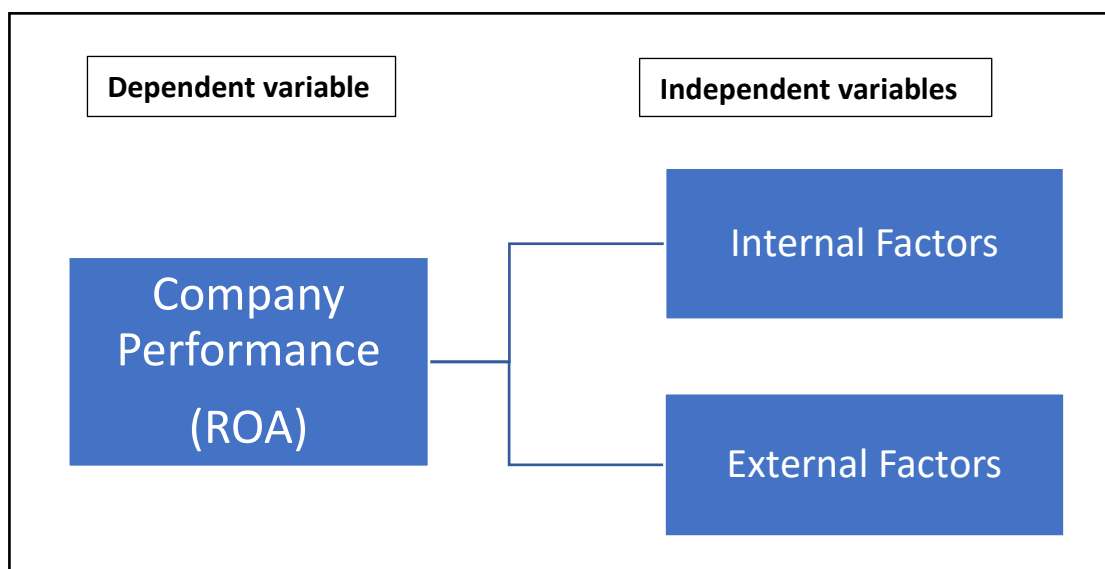 Dependent variable
Independent variables
Company
Performance
(ROA)
Internal Factors
External Factors